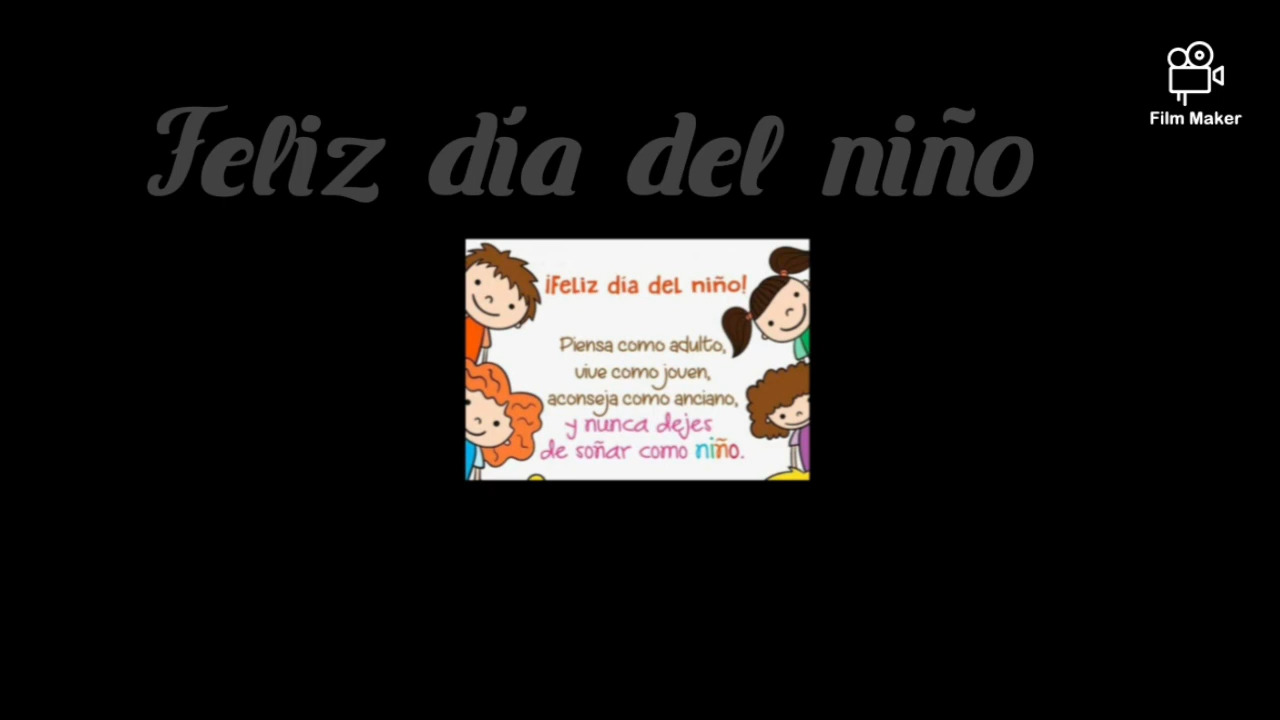 Film Maker
Feliz día del niño
¡Feliz día del niño!
Piensa como adulto,
vive como joven,
aconseja como anciano,
y nunca dejes
de soñar como niño.